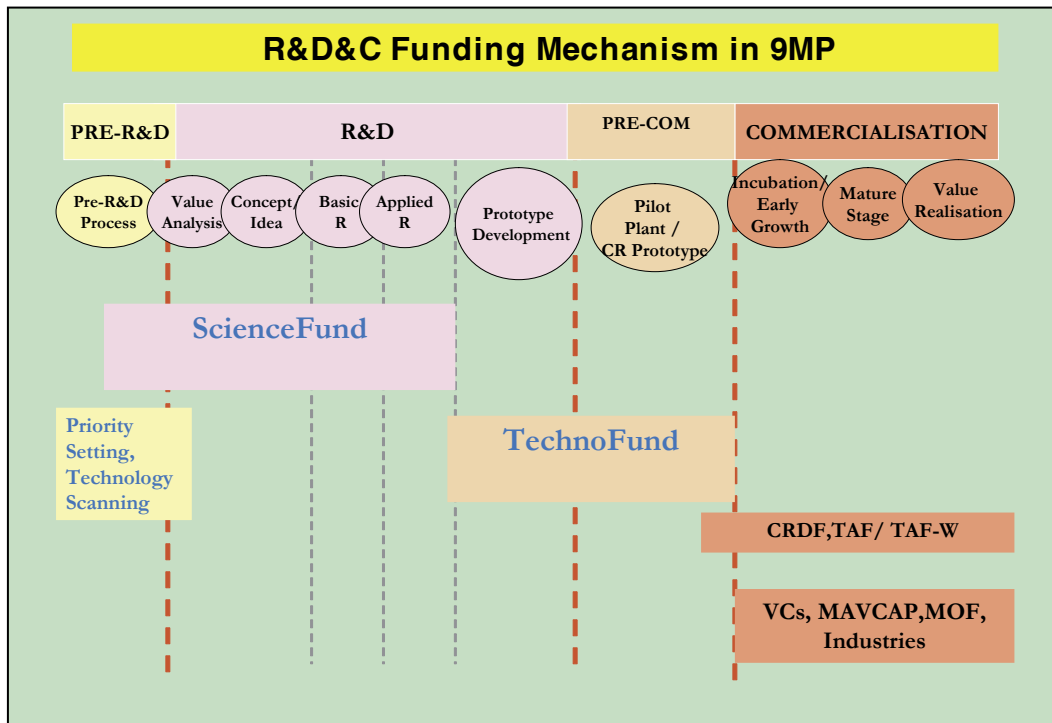 R&D&C Funding Mechanism in 9MP
PRE-R&D
R&D
PRE-COM
COMMERCIALISATION
Pre-R&D
Process
Value
Analysis
Concept/
Idea
Basic
R
Applied
R
Prototype
Development
Pilot
Plant /
CR Prototype
Incubation/
Early
Growth
Mature
Stage
Value
Realisation
ScienceFund
Priority
Setting,
Technology
Scanning
TechnoFund
CRDF,TAF/ TAF-W
VCs, MAVCAP,MOF,
Industries